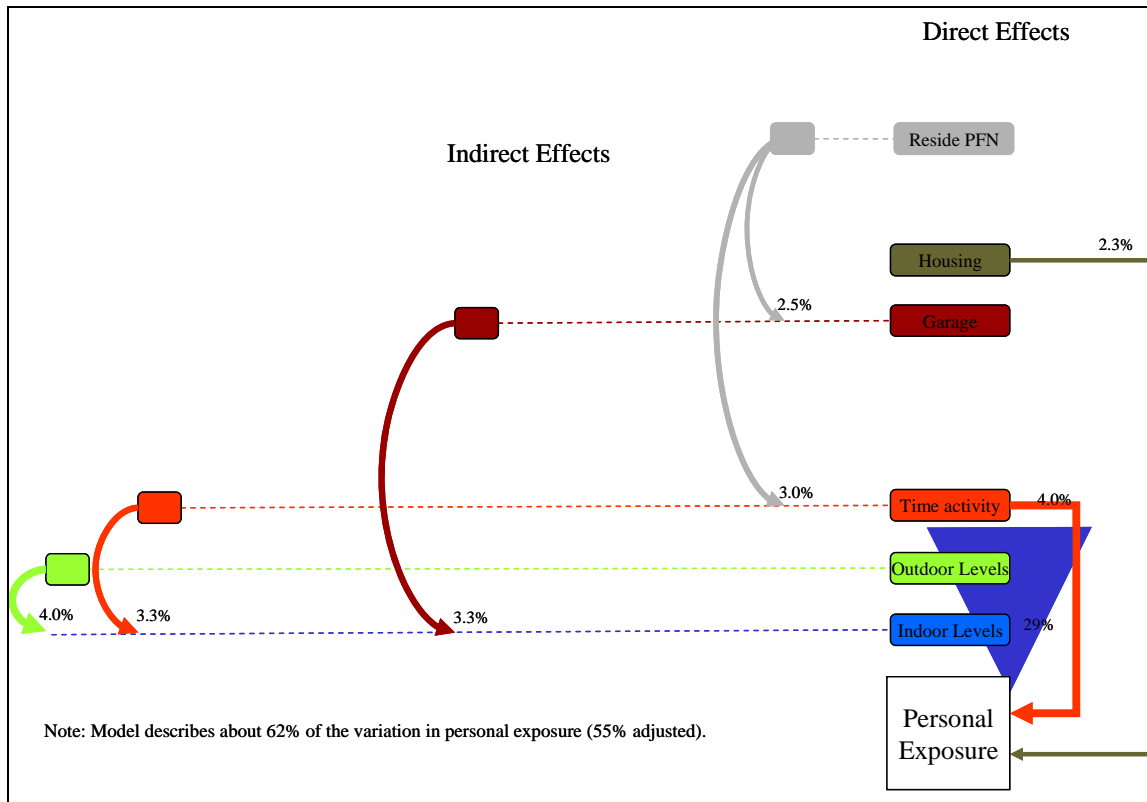 Direct Effects
Reside PFN
Indirect Effects
2.3%
Housing
2.5%
Garage
3.0%
Time activity
4.0%
Outdoor Levels
4.0%
3.3%
3.3%
Indoor Levels
29%
Note: Model describes about 62% of the variation in personal exposure (55% adjusted).
Personal
Exposure